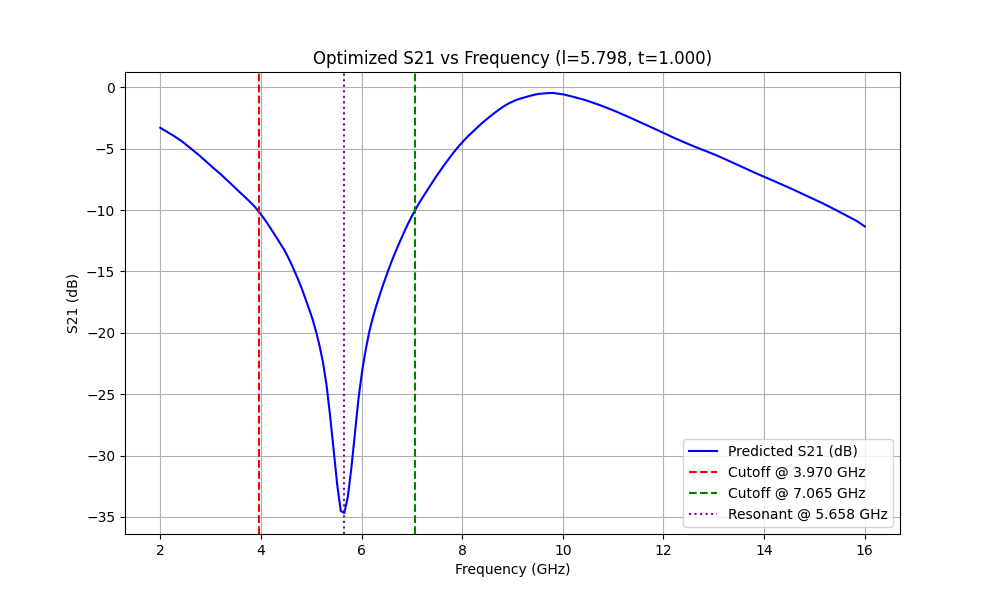 Optimized S21 vs Frequency (l=5.798, t=1.000)
S21 (dB)
0
−5
−10
−15
−20
−25
−30
−35
2 4 6 8 10 12 14 16
Frequency (GHz)
Predicted S21 (dB)
Cutoff @ 3.970 GHz
Cutoff @ 7.065 GHz
Resonant @ 5.658 GHz